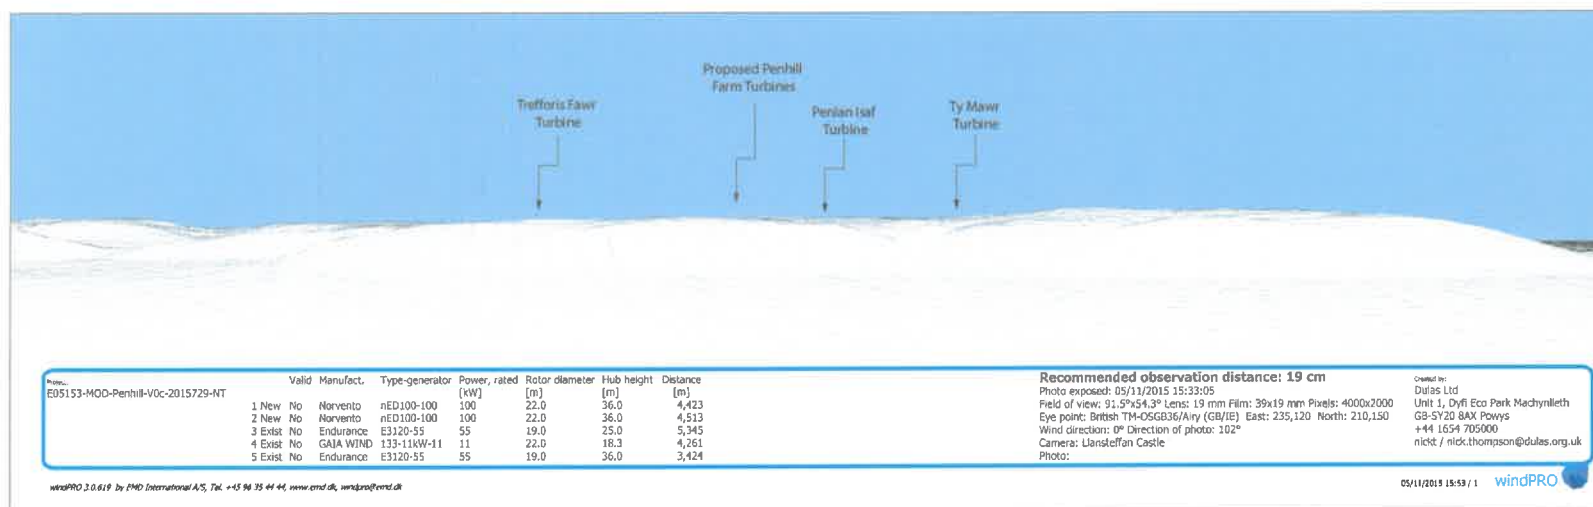 Proposed Penhill
Farm Turbines
Trefforis Fawr
Turbine
Penlan Isaf
Turbine
Ty Mawr
Turbine
E05153-MOD-Penhill-V0c-2015729-NT
Valid Manufact. Type-generator Power, rated Rotor diameter Hub height Distance
[kW] [m] [m] [m]
1 New No Norvento nED100-100 100 22.0 36.0 4,423
2 New No Norvento nED100-100 100 22.0 36.0 4,513
3 Exist No Endurance E3120-55 55 19.0 25.0 5,345
4 Exist No GAIA WIND 133-11kW-11 11 22.0 18.3 4,261
5 Exist No Endurance E3120-55 55 19.0 36.0 3,424
Recommended observation distance: 19 cm
Photo exposed: 05/11/2015 15:33:05
Field of view: 91.5°x54.3° Lens: 19 mm Film: 39x19 mm Pixels: 4000x2000
Eye point: British TM-OSGB36/Airy (GB/IE) East: 235,120 North: 210,150
Wind direction: 0° Direction of photo: 102°
Camera: Llansteffan Castle
Photo:
Created by:
Dulas Ltd
Unit 1, Dyfi Eco Park Machynlleth
GB-SY20 8AX Powys
+44 1654 705000
nickt / nick.thompson@dulas.org.uk
windPRO 3.0.619 by EMD International A/S, Tel. +45 96 35 44 44, www.emd.dk, windpro@emd.dk
05/11/2015 15:53 / 1 windPRO